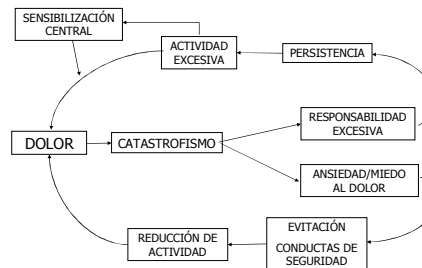 SENSIBILIZACIÓN
CENTRAL
ACTIVIDAD
EXCESIVA
PERSISTENCIA
RESPONSABILIDAD
EXCESIVA
DOLOR
CATASTROFISMO
ANSIEDAD/MIEDO
AL DOLOR
EVITACIÓN
CONDUCTAS DE
SEGURIDAD
REDUCCIÓN DE
ACTIVIDAD